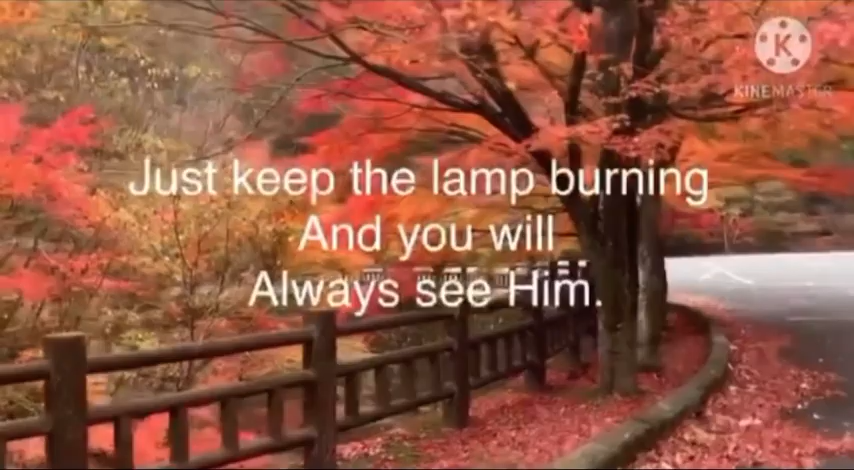 K
KINEMASTER
Just keep the lamp burning
And you will
Always see Him.